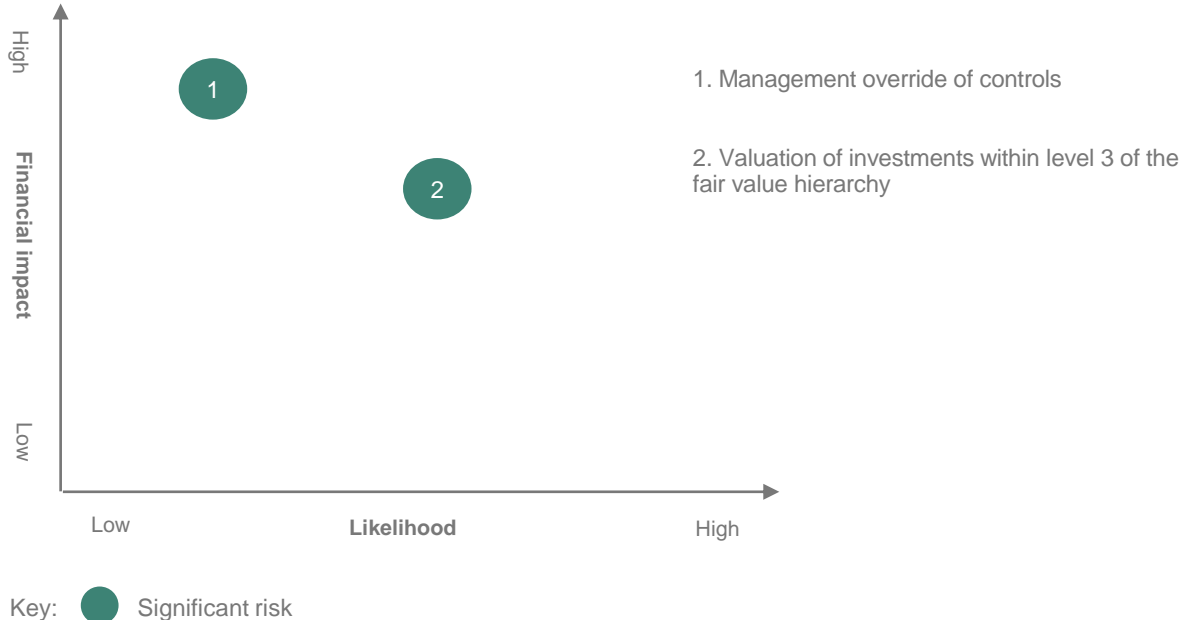 High
1
1. Management override of controls
2. Valuation of investments within level 3 of the
fair value hierarchy
Financial impact
2
Low
Low
Likelihood
High
Key:
Significant risk